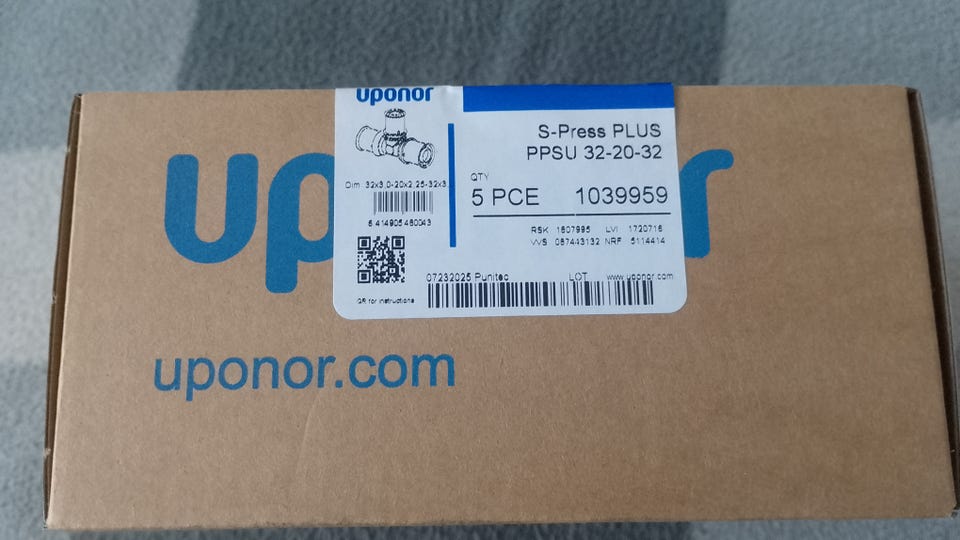 uponor
S-Press PLUS
PPSU 32-20-32
Dim. 32x3,0-20x2,25-32x3,
QTY
5 PCE 1039959
RSK 1807995 LVI 1720716
VVS 087443132 NRF 5114414
6 414905 480043
07232025 Punitec LOT www.uponor.com
QR for instructions
up r
uponor.com